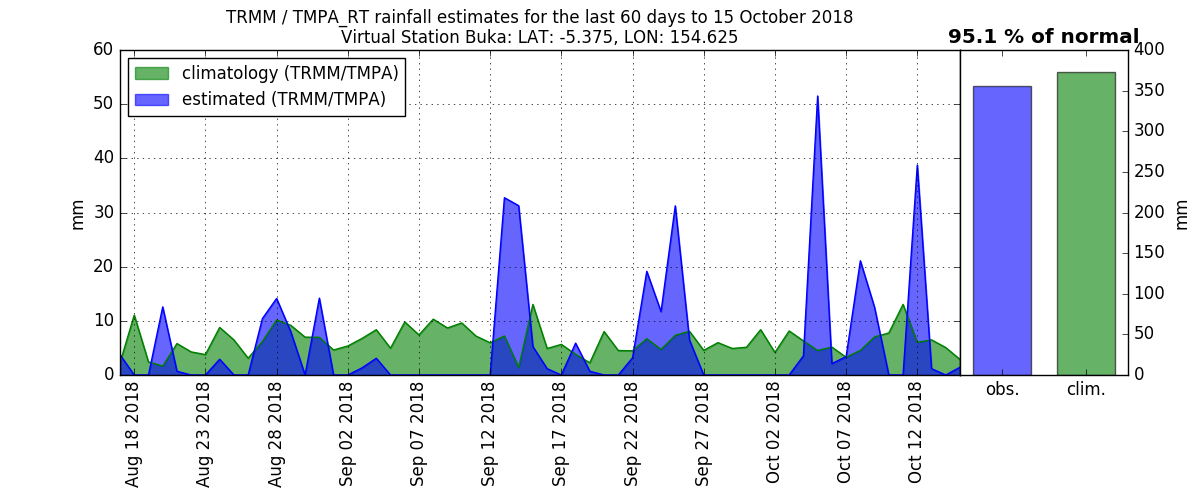 TRMM / TMPA_RT rainfall estimates for the last 60 days to 15 October 2018
Virtual Station Buka: LAT: -5.375, LON: 154.625
95.1 % of normal
climatology (TRMM/TMPA)
estimated (TRMM/TMPA)
60
50
40
30
20
10
0
mm
Aug 18 2018
Aug 23 2018
Aug 28 2018
Sep 02 2018
Sep 07 2018
Sep 12 2018
Sep 17 2018
Sep 22 2018
Sep 27 2018
Oct 02 2018
Oct 07 2018
Oct 12 2018
obs.
clim.
400
350
300
250
200
150
100
50
0
mm